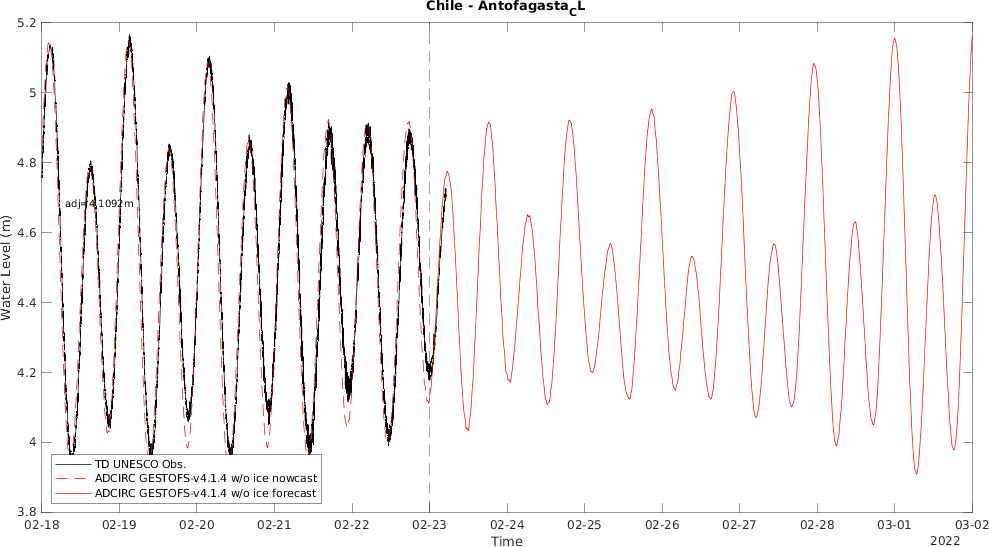 Chile - Antofagasta_CL
5.2
5
4.8
4.6
4.4
4.2
4
3.8
Water Level (m)
adj=4.1092m
TD UNESCO Obs.
ADCIRC GESTOFS-v4.1.4 w/o ice nowcast
ADCIRC GESTOFS-v4.1.4 w/o ice forecast
02-18 02-19 02-20 02-21 02-22 02-23 02-24 02-25 02-26 02-27 02-28 03-01 03-02
Time
2022